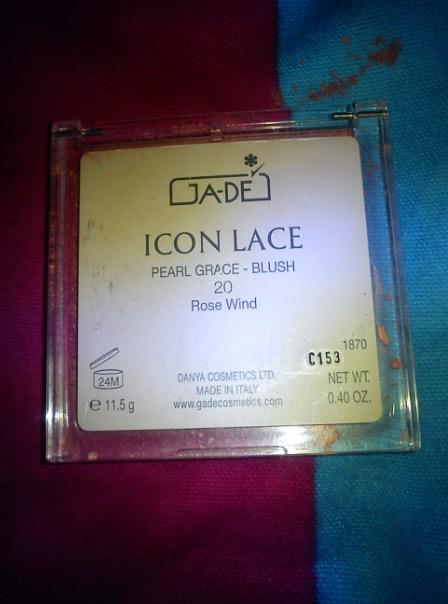 GA-DE
ICON LACE
PEARL GRACE - BLUSH
20
Rose Wind
1870
C153
24M
e 11.5 g
DANYA COSMETICS LTD.
MADE IN ITALY
www.gadecosmetics.com
NET WT.
0.40 OZ.